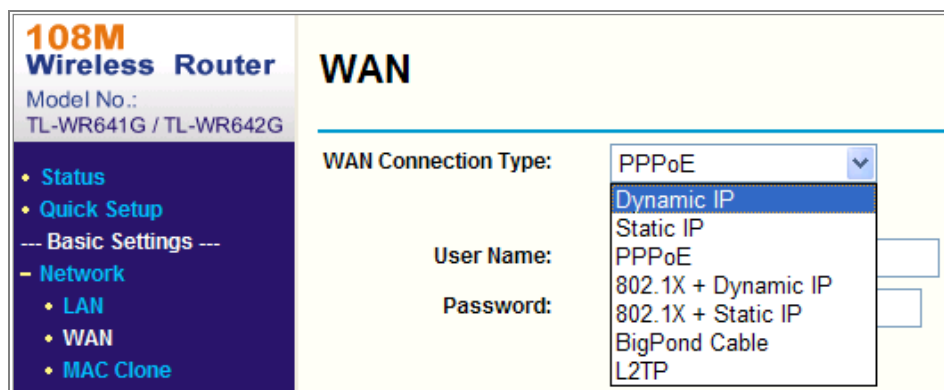 108M
Wireless Router
Model No.:
TL-WR641G / TL-WR642G
• Status
• Quick Setup
--- Basic Settings ---
– Network
• LAN
• WAN
• MAC Clone
WAN
WAN Connection Type:
PPPoE
Dynamic IP
Static IP
PPPoE
802.1X + Dynamic IP
802.1X + Static IP
BigPond Cable
L2TP
User Name:
Password: